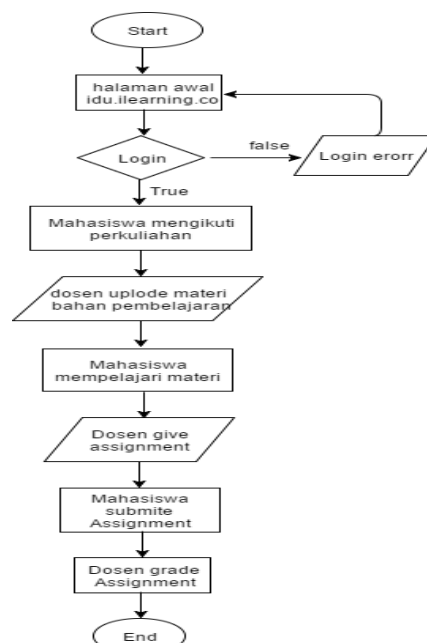 Start
halaman awal
idu.ilearning.co
Login
false
Login erorr
True
Mahasiswa mengikuti
perkuliahan
dosen uplode materi
bahan pembelajaran
Mahasiswa
mempelajari materi
Dosen give
assignment
Mahasiswa
submite
Assignment
Dosen grade
Assignment
End